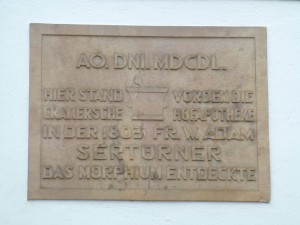 AO. DNI. MDCDL.
HIER STAND VORDEM DIE
CRAMERSCHE HOFAPOTHEKE
IN DER 1803 FR. W. ADAM
SERTÜRNER
DAS MORPHIUM ENTDECKTE